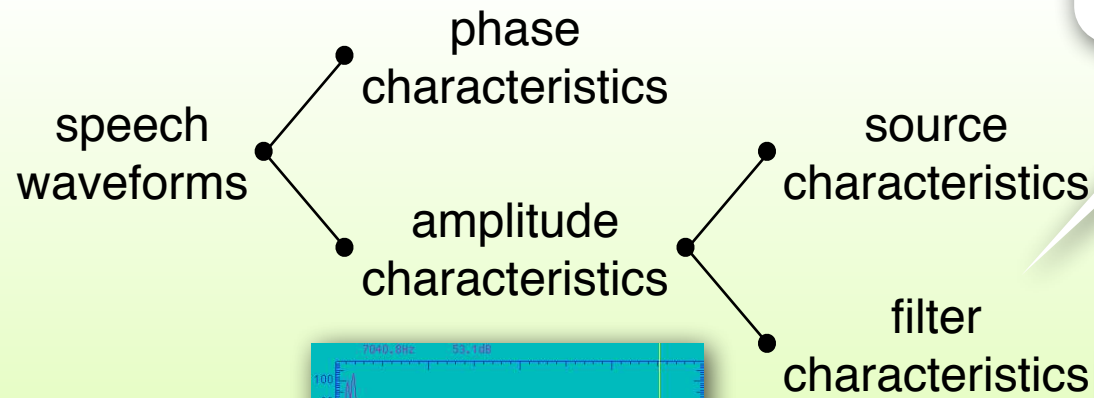 phase
characteristics
speech
waveforms
source
characteristics
amplitude
characteristics
filter
characteristics
7040.8Hz 53.1dB
100